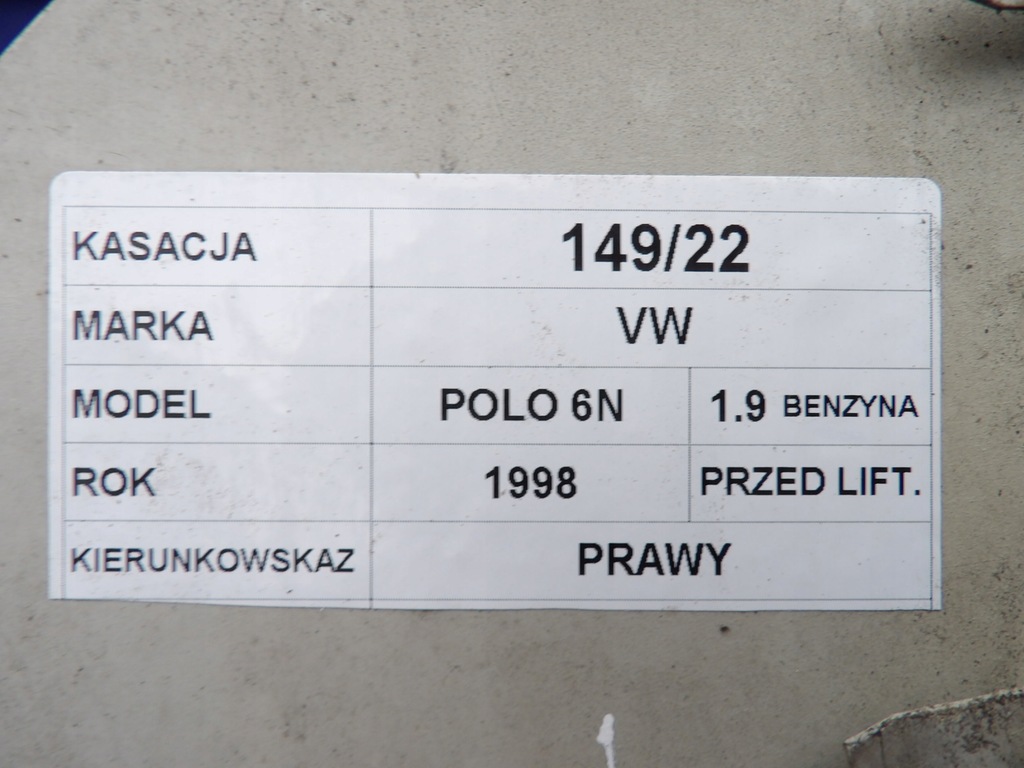 KASACJA 149/22
MARKA VW
MODEL POLO 6N 1.9 BENZYNA
ROK 1998 PRZED LIFT.
KIERUNKOWSKAZ PRAWY